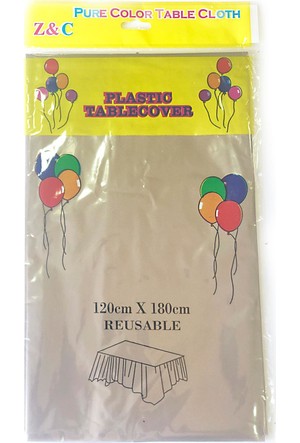 PURE COLOR TABLE CLOTH
Z&C
PLASTIC
TABLECOVER
120cm X 180cm
REUSABLE